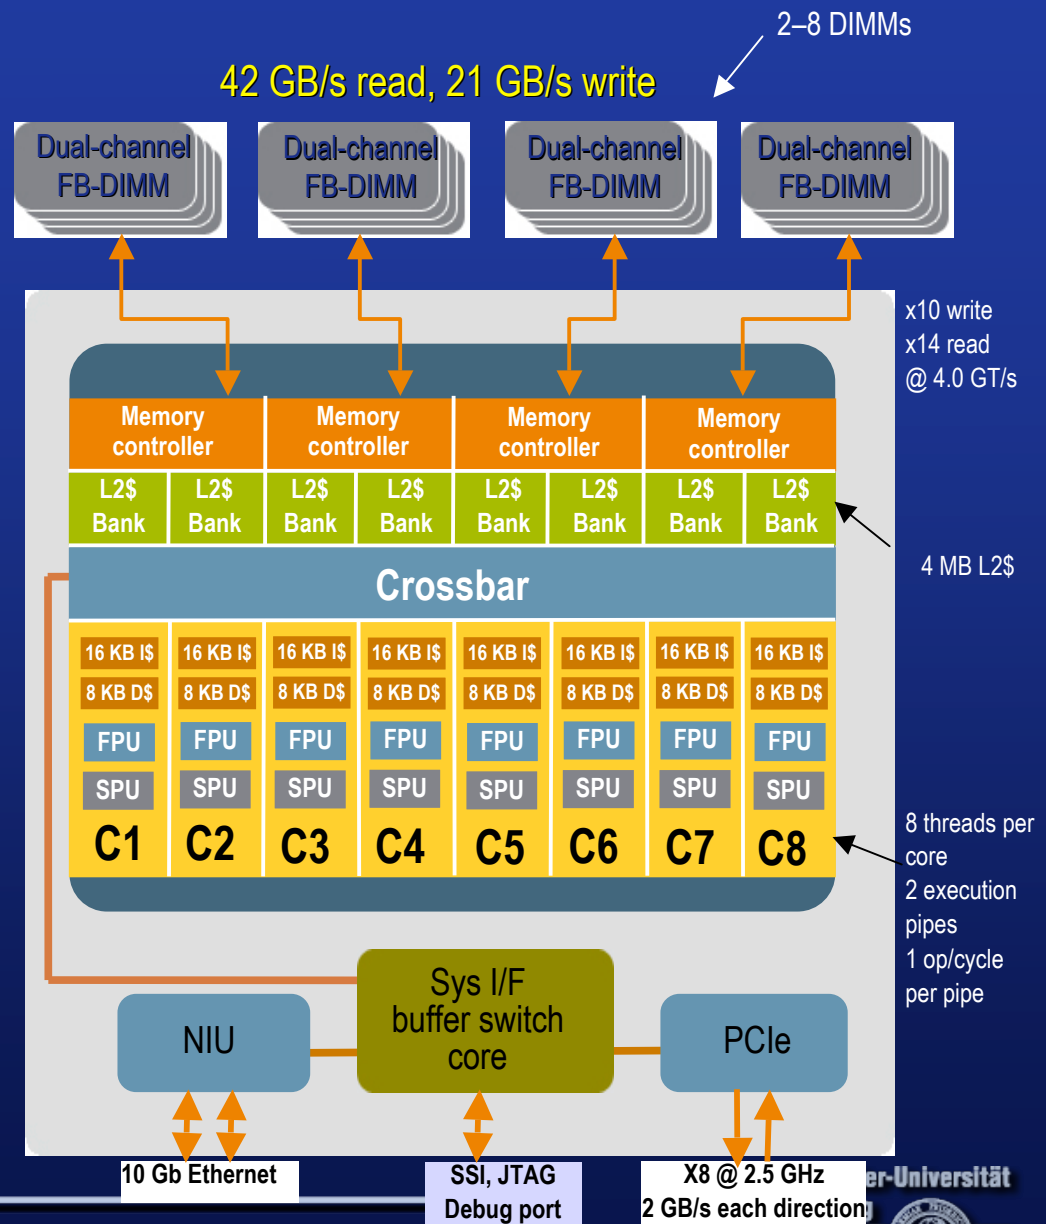 2–8 DIMMs
42 GB/s read, 21 GB/s write
Dual-channel
FB-DIMM
Dual-channel
FB-DIMM
Dual-channel
FB-DIMM
Dual-channel
FB-DIMM
x10 write
x14 read
@ 4.0 GT/s
Memory
controller
Memory
controller
Memory
controller
Memory
controller
L2$
Bank
L2$
Bank
L2$
Bank
L2$
Bank
L2$
Bank
L2$
Bank
L2$
Bank
L2$
Bank
4 MB L2$
Crossbar
16 KB I$
8 KB D$
FPU
SPU
C1
16 KB I$
8 KB D$
FPU
SPU
C2
16 KB I$
8 KB D$
FPU
SPU
C3
16 KB I$
8 KB D$
FPU
SPU
C4
16 KB I$
8 KB D$
FPU
SPU
C5
16 KB I$
8 KB D$
FPU
SPU
C6
16 KB I$
8 KB D$
FPU
SPU
C7
16 KB I$
8 KB D$
FPU
SPU
C8
8 threads per
core
2 execution
pipes
1 op/cycle
per pipe
NIU
Sys I/F
buffer switch
core
PCIe
10 Gb Ethernet
SSI, JTAG
Debug port
X8 @ 2.5 GHz
2 GB/s each direction
er-Universität